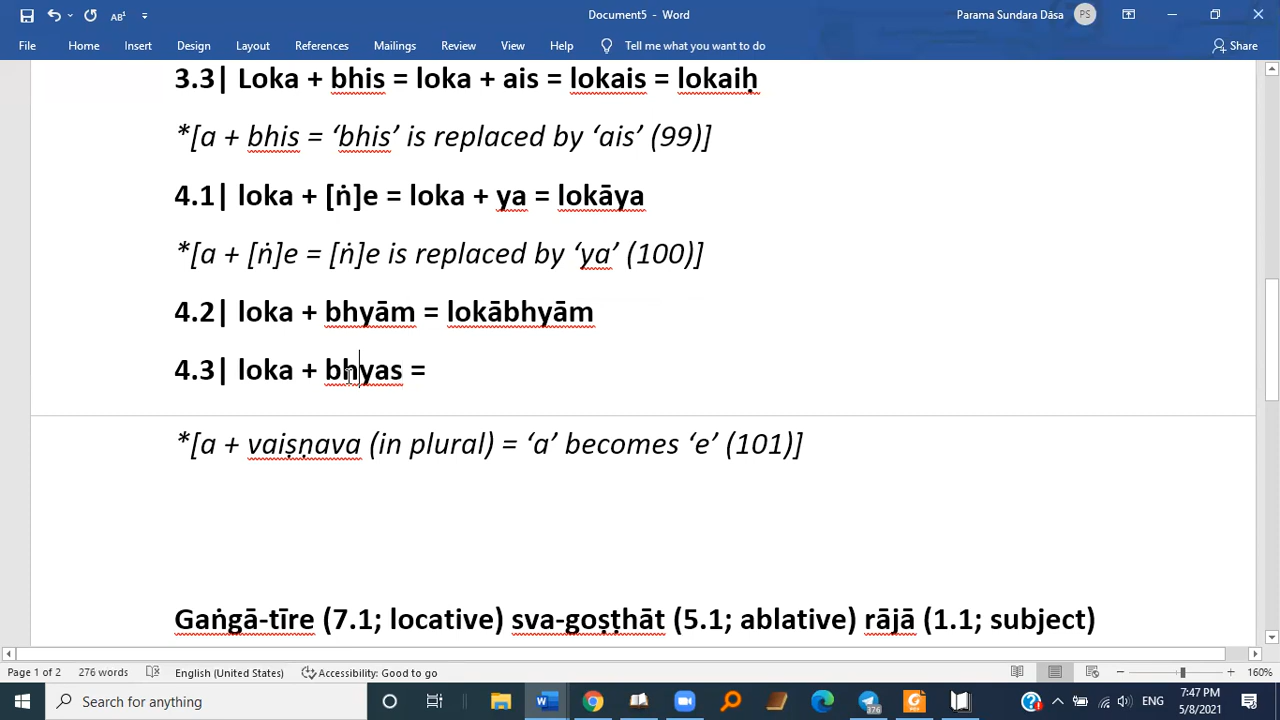 Document5 - Word
Parama Sundara Dāsa
PS
File Home Insert Design Layout References Mailings Review View Help Tell me what you want to do Share
3.3| Loka + bhis = loka + ais = lokais = lokaiḥ
*[a + bhis = ‘bhis’ is replaced by ‘ais’ (99)]
4.1| loka + [ṅ]e = loka + ya = lokāya
*[a + [ṅ]e = [ṅ]e is replaced by ‘ya’ (100)]
4.2| loka + bhyām = lokābhyām
4.3| loka + bhyas =
*[a + vaiṣṇava (in plural) = ‘a’ becomes ‘e’ (101)]
Gaṅgā-tīre (7.1; locative) sva-goṣṭhāt (5.1; ablative) rājā (1.1; subject)
Page 1 of 2 276 words English (United States) Accessibility: Good to go 160%
Search for anything
376
ENG
7:47 PM
5/8/2021